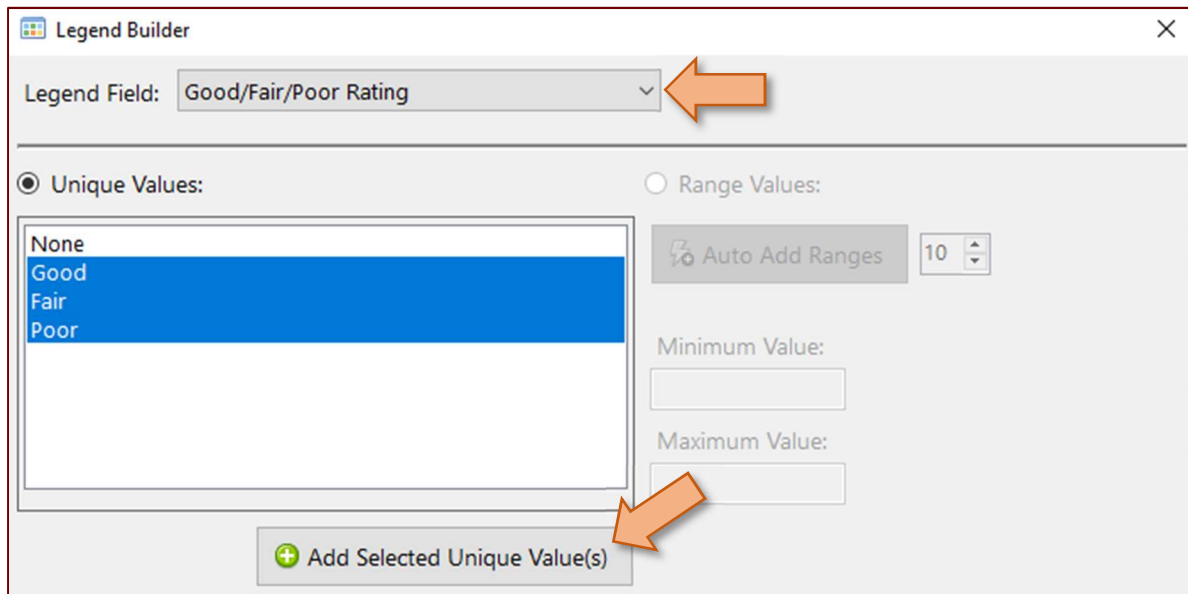 Legend Builder
Legend Field: Good/Fair/Poor Rating
Unique Values:
Range Values:
None
Good
Fair
Poor
Auto Add Ranges 10
Minimum Value:
Maximum Value:
Add Selected Unique Value(s)